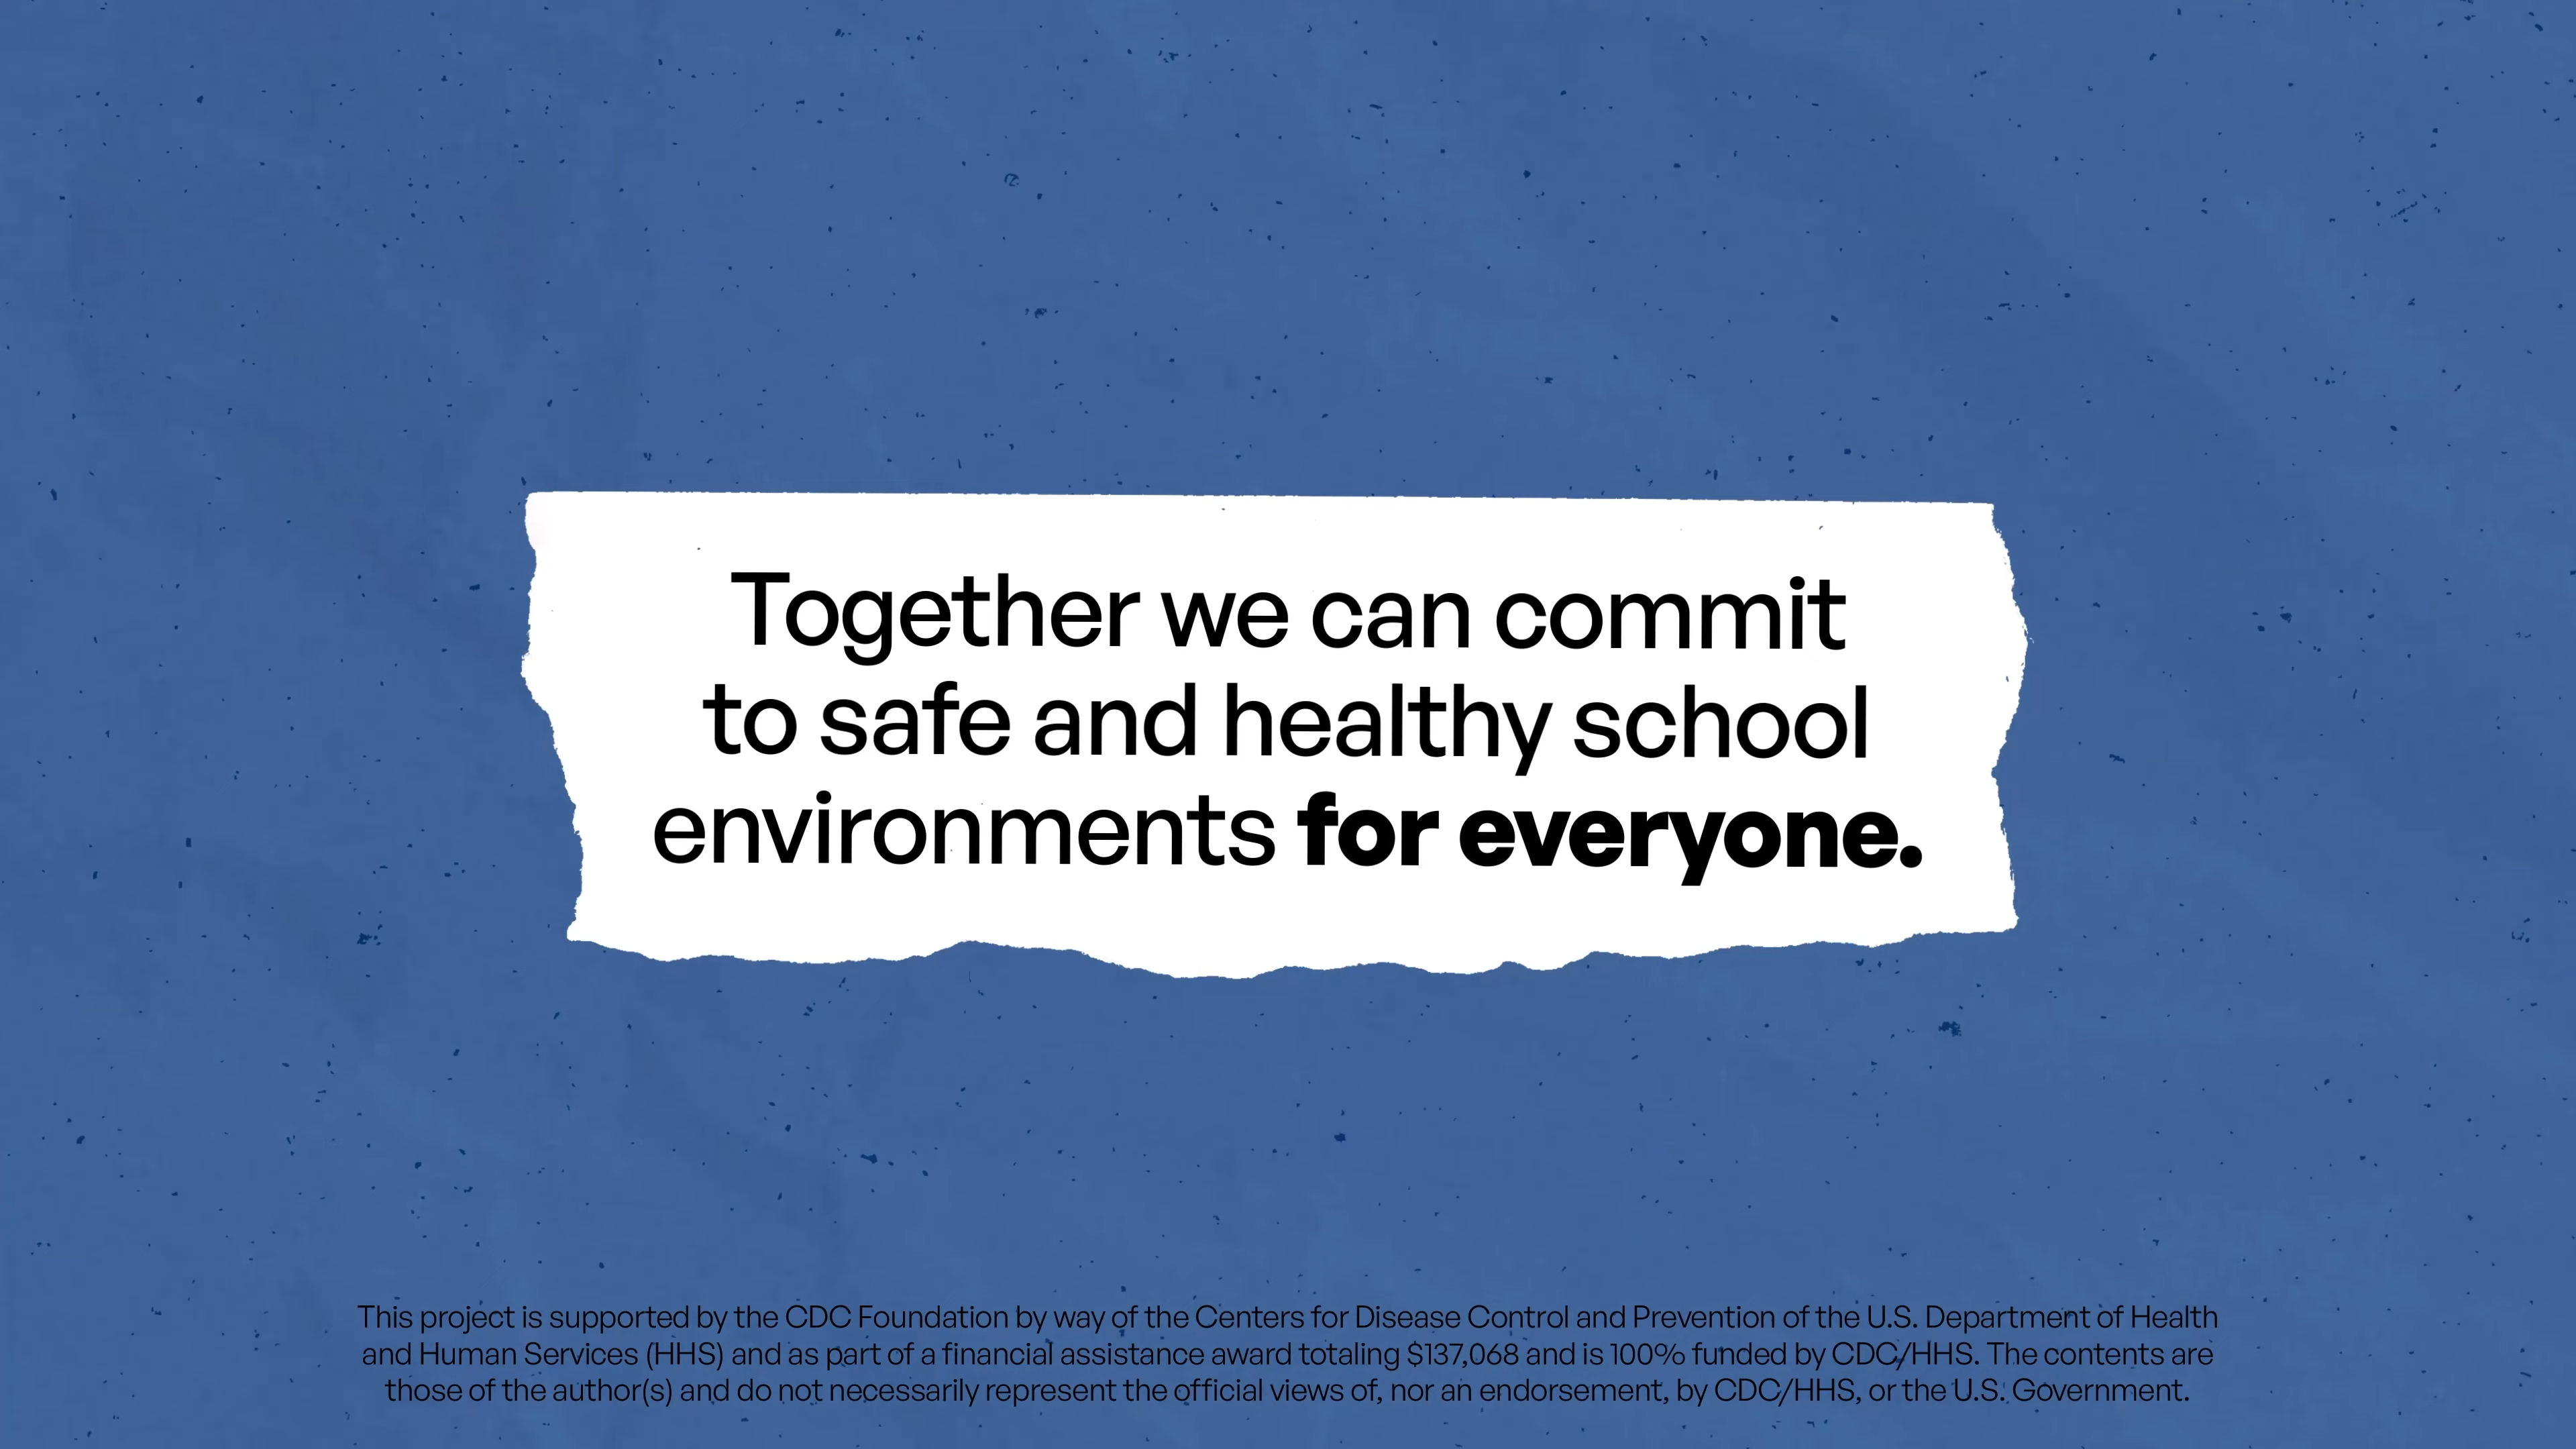 Together we can commit
to safe and healthy school
environments for everyone.
This project is supported by the CDC Foundation by way of the Centers for Disease Control and Prevention of the U.S. Department of Health
and Human Services (HHS) and as part of a financial assistance award totaling $137,068 and is 100% funded by CDC/HHS. The contents are
those of the author(s) and do not necessarily represent the official views of, nor an endorsement, by CDC/HHS, or the U.S. Government.